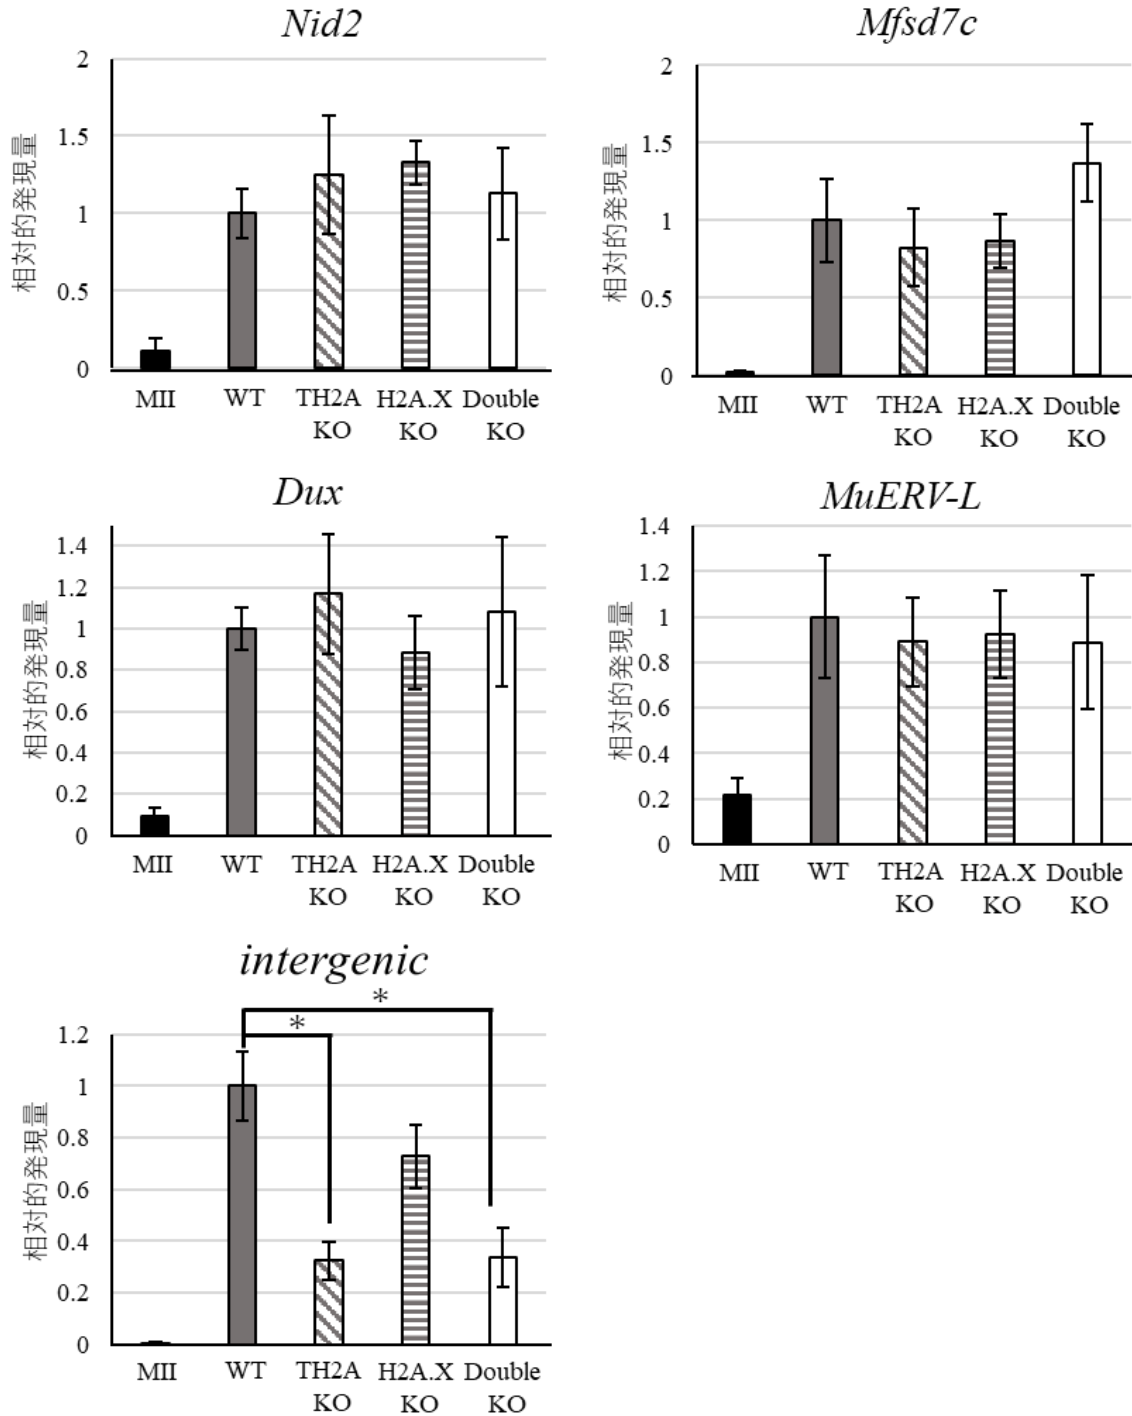 Nid2
2
1.5
1
0.5
0
相対的発現量
MII
WT
TH2A
KO
H2A.X
KO
Double
KO
Mfsd7c
2
1.5
1
0.5
0
相対的発現量
MII
WT
TH2A
KO
H2A.X
KO
Double
KO
Dux
1.4
1.2
1
0.8
0.6
0.4
0.2
0
相対的発現量
MII
WT
TH2A
KO
H2A.X
KO
Double
KO
MuERV-L
1.4
1.2
1
0.8
0.6
0.4
0.2
0
相対的発現量
MII
WT
TH2A
KO
H2A.X
KO
Double
KO
intergenic
*
*
1.2
1
0.8
0.6
0.4
0.2
0
相対的発現量
MII
WT
TH2A
KO
H2A.X
KO
Double
KO